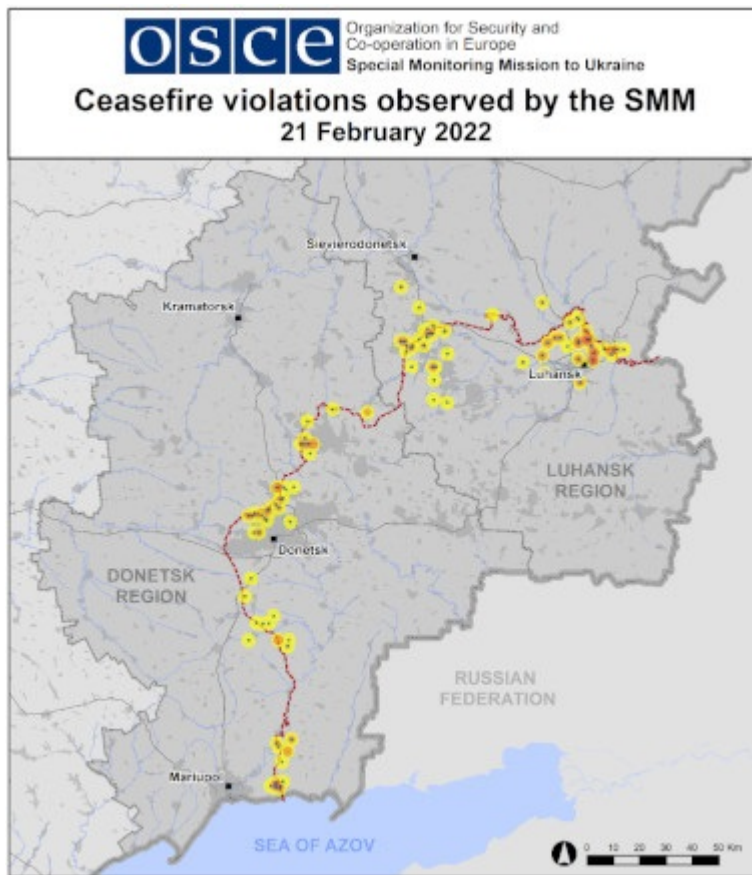 osce
Organization for Security and
Co-operation in Europe
Special Monitoring Mission to Ukraine
Ceasefire violations observed by the SMM
21 February 2022
Sievierodonetsk
Kramatorsk
Luhansk
LUHANSK
REGION
Donetsk
DONETSK
REGION
RUSSIAN
FEDERATION
Mariupol
SEA OF AZOV
0 10 20 30 40 50 Km